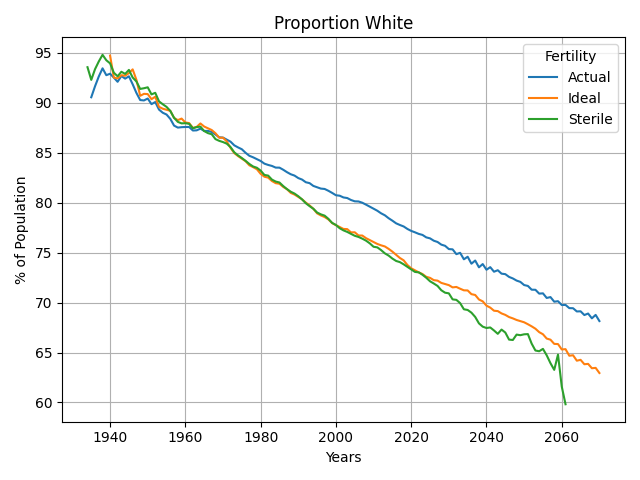 Proportion White
Fertility
Actual
Ideal
Sterile
% of Population
95
90
85
80
75
70
65
60
1940
1960
1980
2000
2020
2040
2060
Years